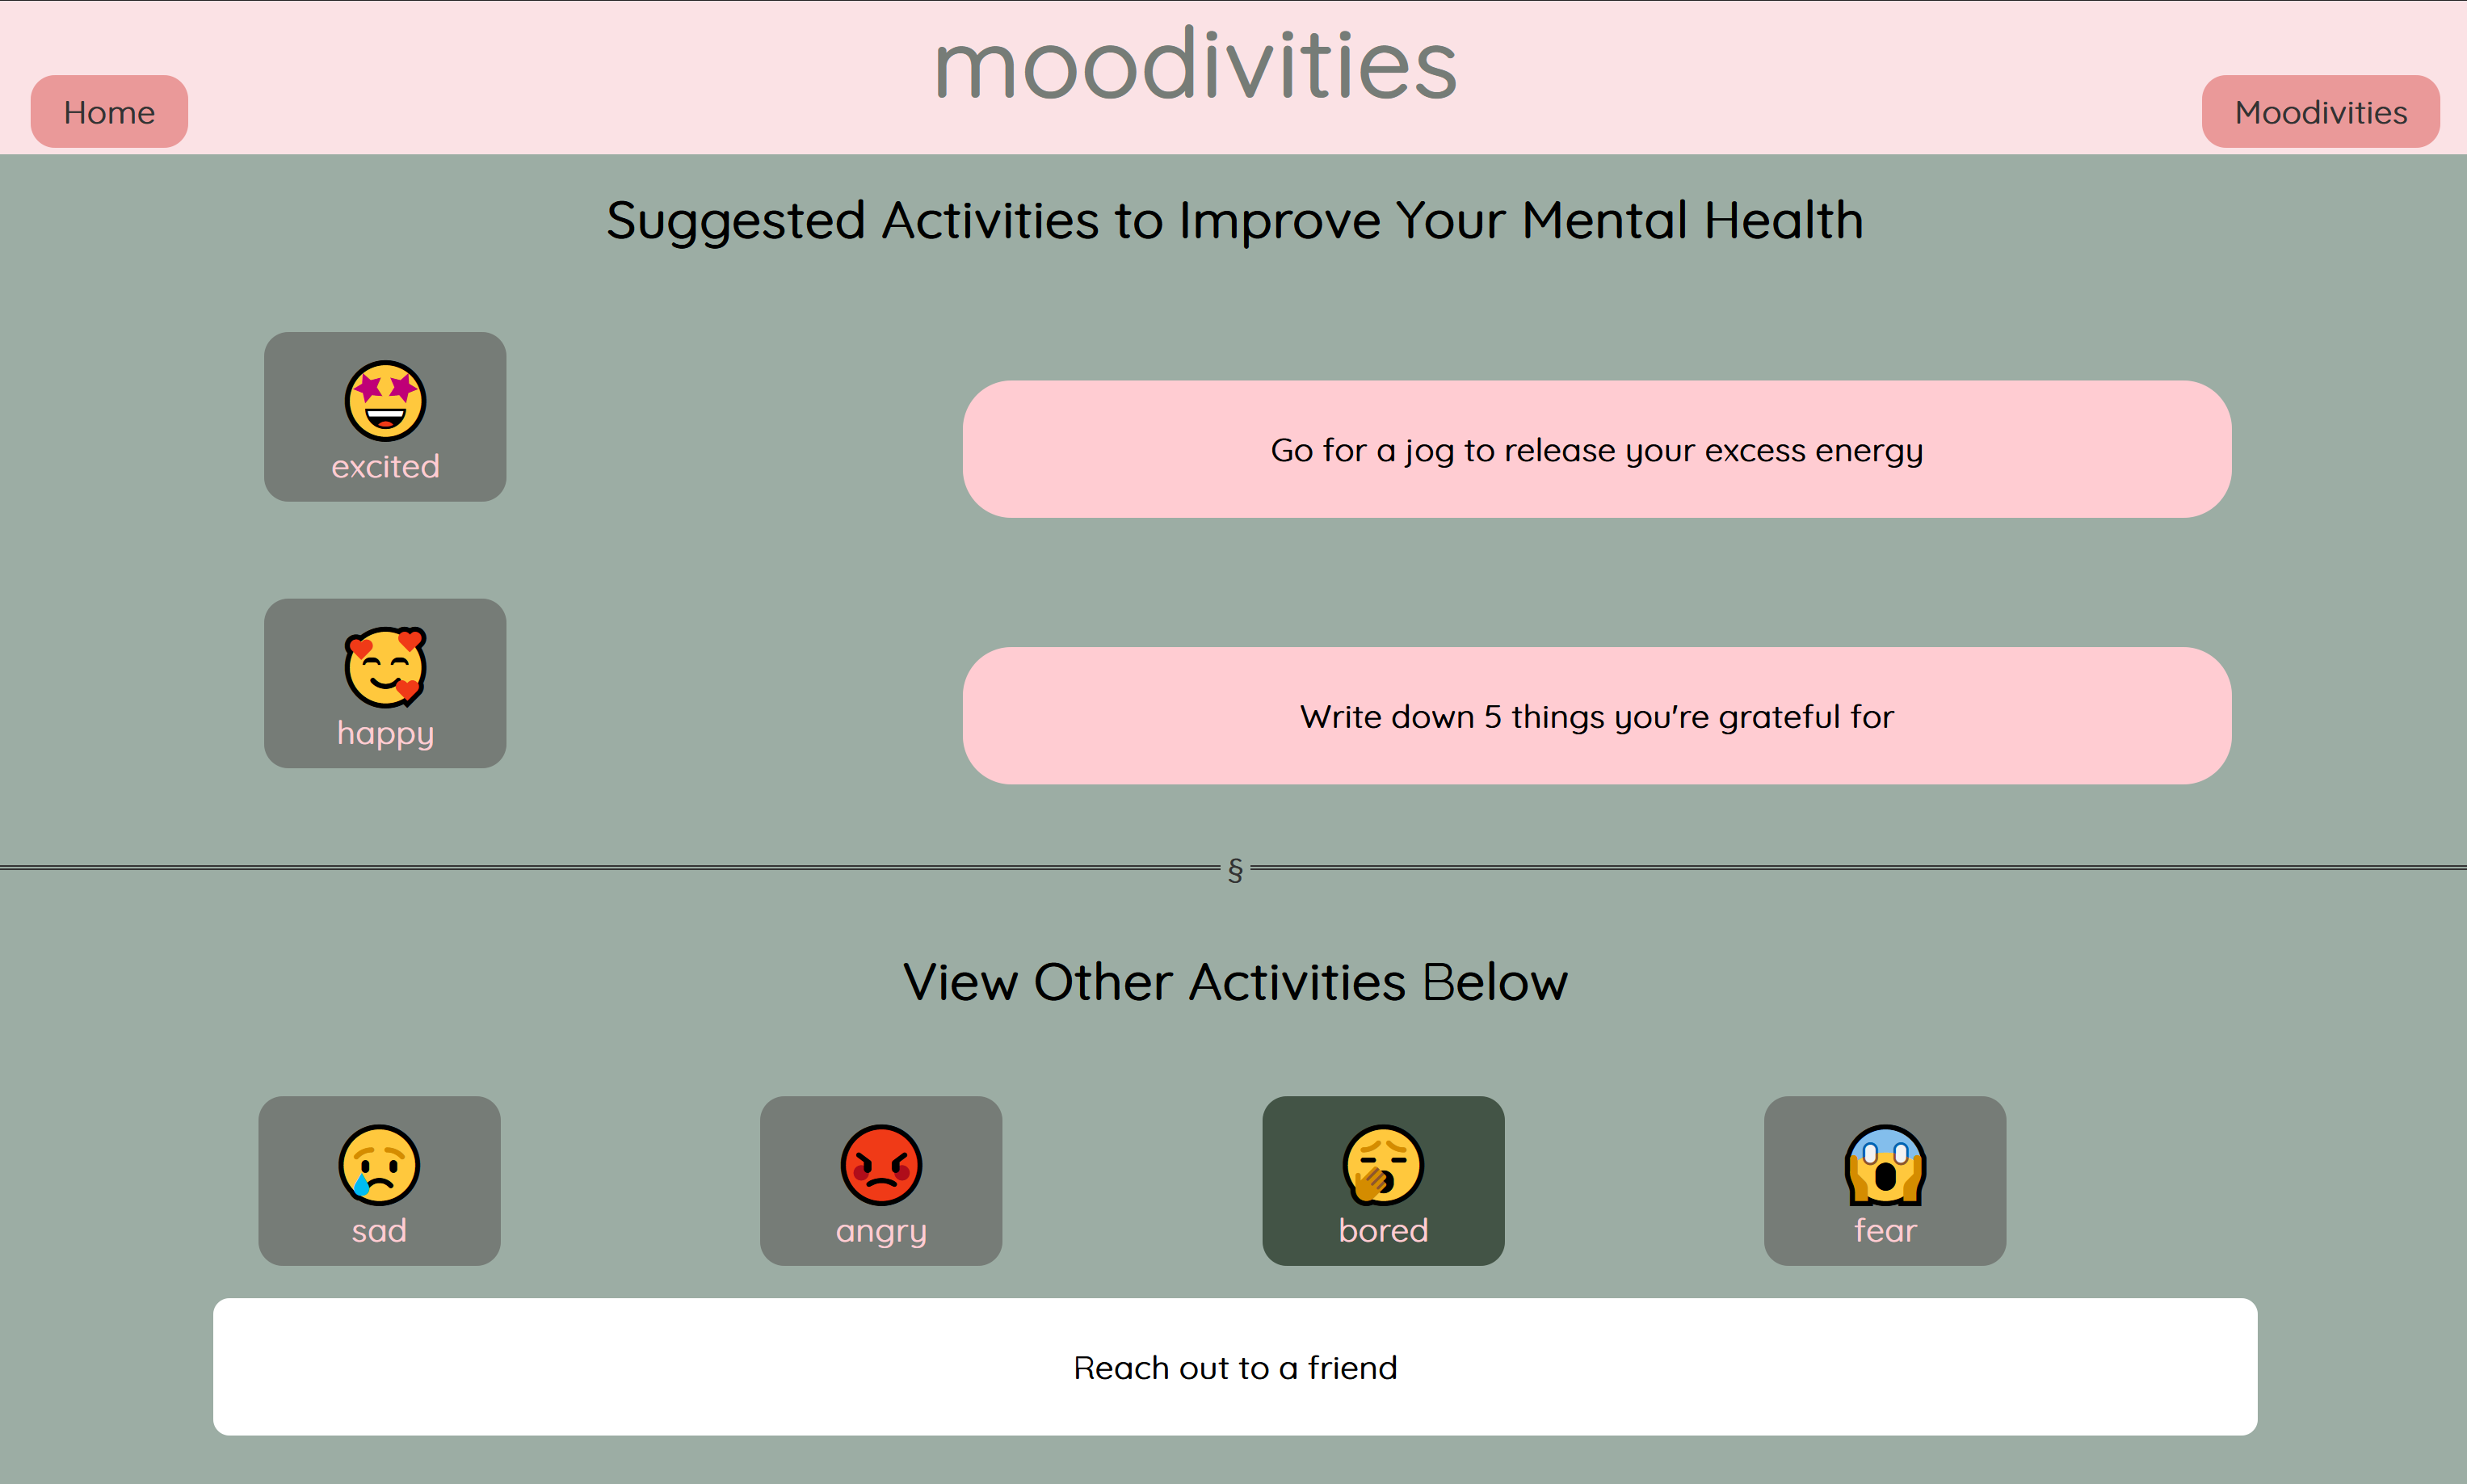 moodivities
Home
Moodivities
Suggested Activities to Improve Your Mental Health
excited
Go for a jog to release your excess energy
happy
Write down 5 things you're grateful for
§
View Other Activities Below
sad
angry
bored
fear
Reach out to a friend